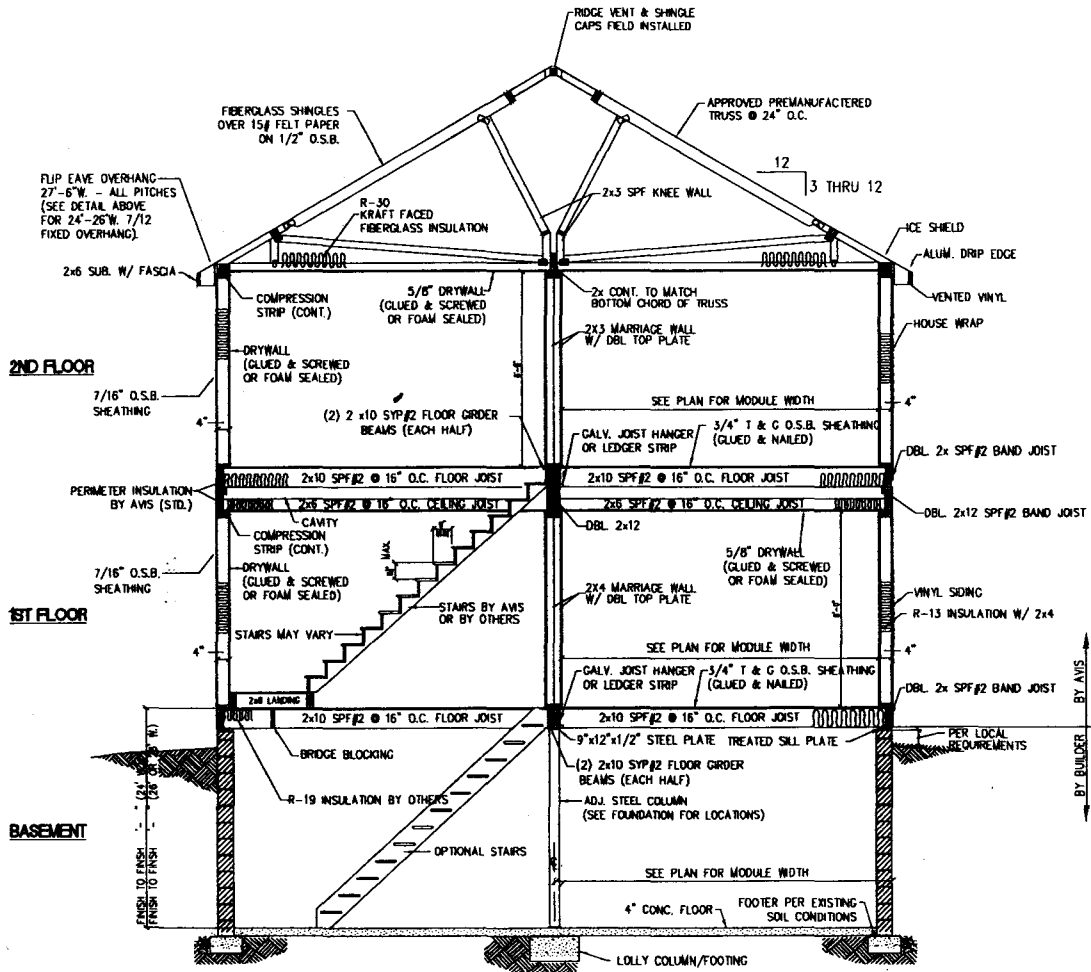 RIDGE VENT & SHINGLE
CAPS FIELD INSTALLED
FIBERGLASS SHINGLES
OVER 15# FELT PAPER
ON 1/2" O.S.B.
APPROVED PREMANUFACTERED
TRUSS @ 24" O.C.
12
3 THRU 12
FLIP EAVE OVERHANG
27'-6"W. - ALL PITCHES
(SEE DETAIL ABOVE
FOR 24'-26'W. 7/12
FIXED OVERHANG).
R-30
KRAFT FACED
FIBERGLASS INSULATION
2x3 SPF KNEE WALL
ICE SHIELD
ALUM. DRIP EDGE
2x6 SUB. W/ FASCIA
COMPRESSION
STRIP (CONT.)
5/8" DRYWALL
(GLUED & SCREWED
OR FOAM SEALED)
2x CONT. TO MATCH
BOTTOM CHORD OF TRUSS
VENTED VINYL
2X3 MARRIAGE WALL
W/ DBL TOP PLATE
HOUSE WRAP
2ND FLOOR
DRYWALL
(GLUED & SCREWED
OR FOAM SEALED)
7/16" O.S.B.
SHEATHING
4"
SEE PLAN FOR MODULE WIDTH
4"
(2) 2 x10 SYP#2 FLOOR GIRDER
BEAMS (EACH HALF)
GALV. JOIST HANGER
OR LEDGER STRIP
3/4" T & G O.S.B. SHEATHING
(GLUED & NAILED)
DBL. 2x SPF#2 BAND JOIST
2x10 SPF#2 @ 16" O.C. FLOOR JOIST
2x10 SPF#2 @ 16" O.C. FLOOR JOIST
PERIMETER INSULATION
BY AVIS (STD.)
2x6 SPF#2 @ 16" O.C. CEILING JOIST
2x6 SPF#2 @ 16" O.C. CEILING JOIST
CAVITY
DBL. 2x12
DBL. 2x12 SPF#2 BAND JOIST
COMPRESSION
STRIP (CONT.)
MAX.
5/8" DRYWALL
(GLUED & SCREWED
OR FOAM SEALED)
7/16" O.S.B.
SHEATHING
DRYWALL
(GLUED & SCREWED
OR FOAM SEALED)
2X4 MARRIAGE WALL
W/ DBL TOP PLATE
VINYL SIDING
R-13 INSULATION W/ 2x4
1ST FLOOR
STAIRS BY AVIS
OR BY OTHERS
STAIRS MAY VARY
4"
SEE PLAN FOR MODULE WIDTH
4"
GALV. JOIST HANGER
OR LEDGER STRIP
3/4" T & G O.S.B. SHEATHING
(GLUED & NAILED)
DBL. 2x SPF#2 BAND JOIST
BY AVIS
2x6 LANDING
2x10 SPF#2 @ 16" O.C. FLOOR JOIST
2x10 SPF#2 @ 16" O.C. FLOOR JOIST
9"x12"x1/2" STEEL PLATE
TREATED SILL PLATE
PER LOCAL
REQUIREMENTS
BY BUILDER
BRIDGE BLOCKING
(2) 2x10 SYP#2 FLOOR GIRDER
BEAMS (EACH HALF)
R-19 INSULATION BY OTHERS
ADJ. STEEL COLUMN
(SEE FOUNDATION FOR LOCATIONS)
BASEMENT
FINISH TO FINISH
FINISH TO FINISH
OPTIONAL STAIRS
SEE PLAN FOR MODULE WIDTH
4" CONC. FLOOR
FOOTER PER EXISTING
SOIL CONDITIONS
LOLLY COLUMN/FOOTING